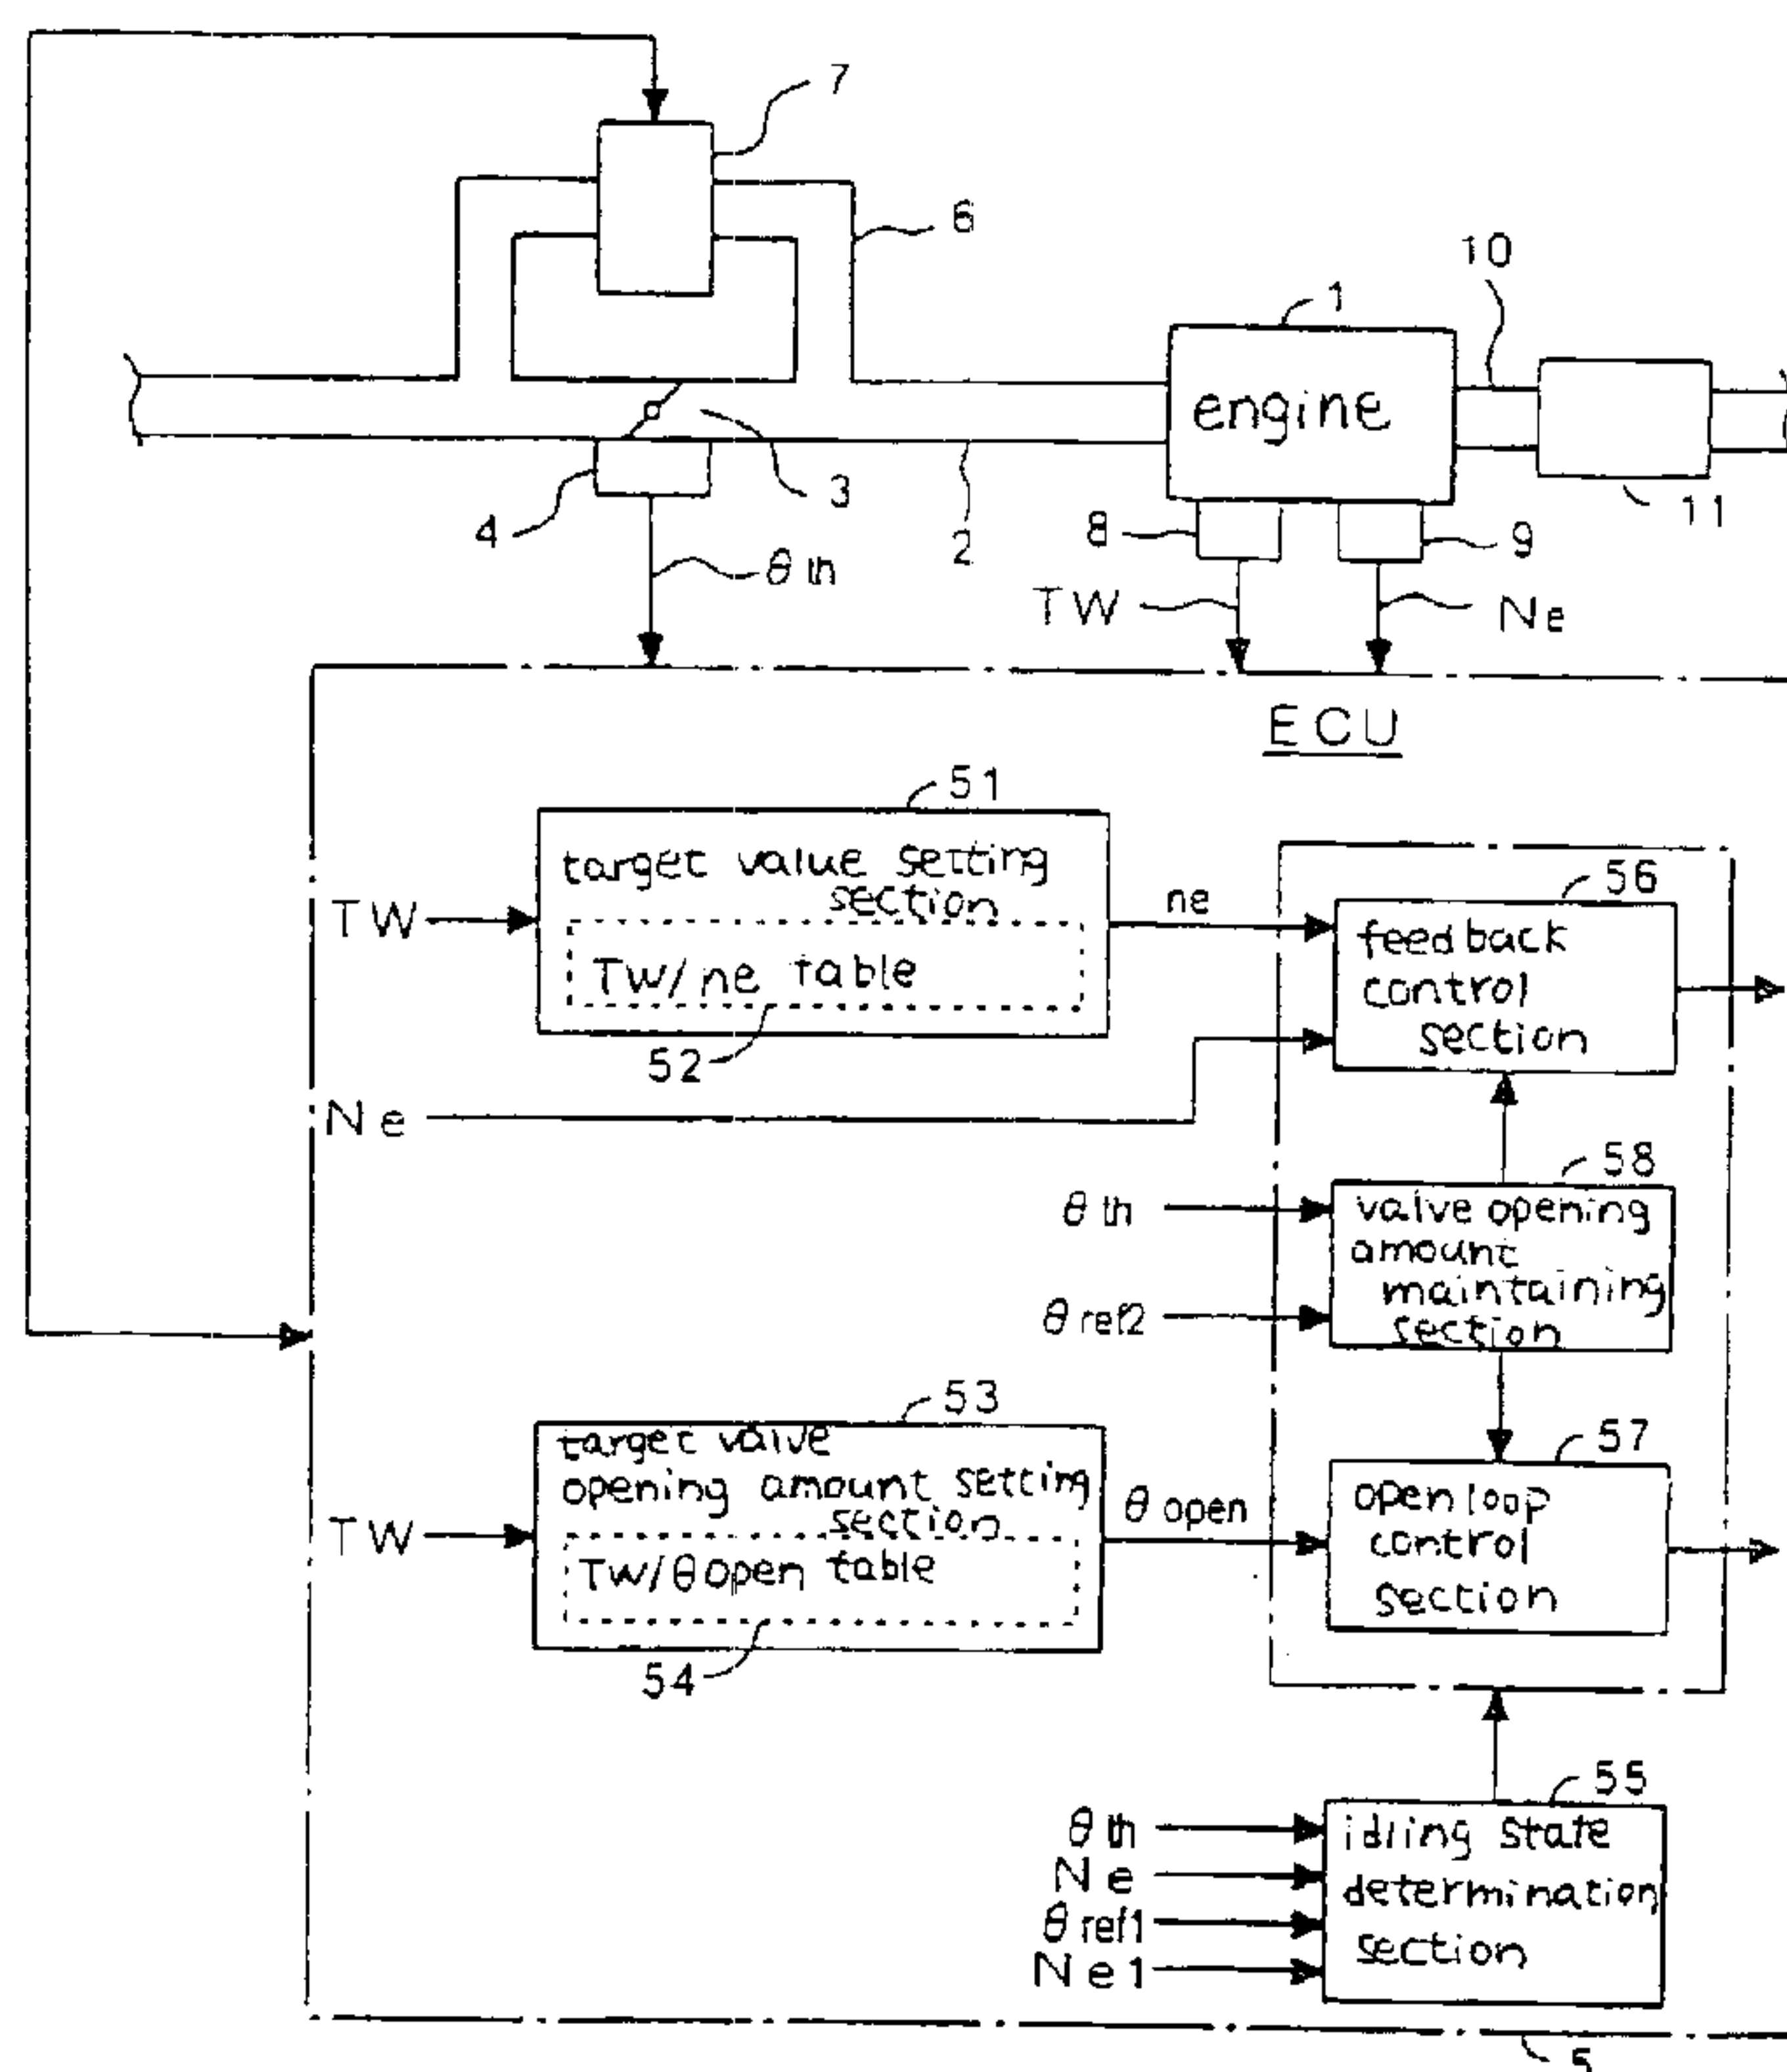 7
6
10
1
engine
3
4
2
8
9
11
θ th
TW
Ne
ECU
51
target value setting
section
TW
ne
Tw/ne table
52
56
feedback
control
section
Ne
58
θ th
valve opening
amount
maintaining
section
θ ref2
53
target valve
opening amount setting
section
TW
θ open
Tw/θopen table
54
57
open loop
control
section
55
θ th
Ne
θ ref1
Ne1
idling state
determination
section
5